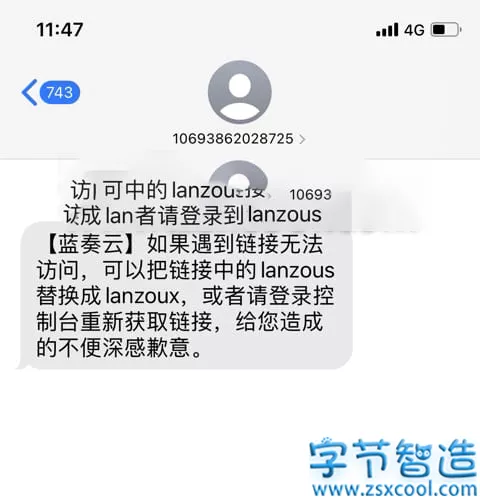 11:47
4G
743
10693862028725
可中的lanzou
10693
成lan者请登录到lanzous
【蓝奏云】如果遇到链接无法
访问，可以把链接中的lanzous
替换成lanzoux，或者请登录控
制台重新获取链接，给您造成
的不便深感歉意。
字节智造
www.zsxcool.com